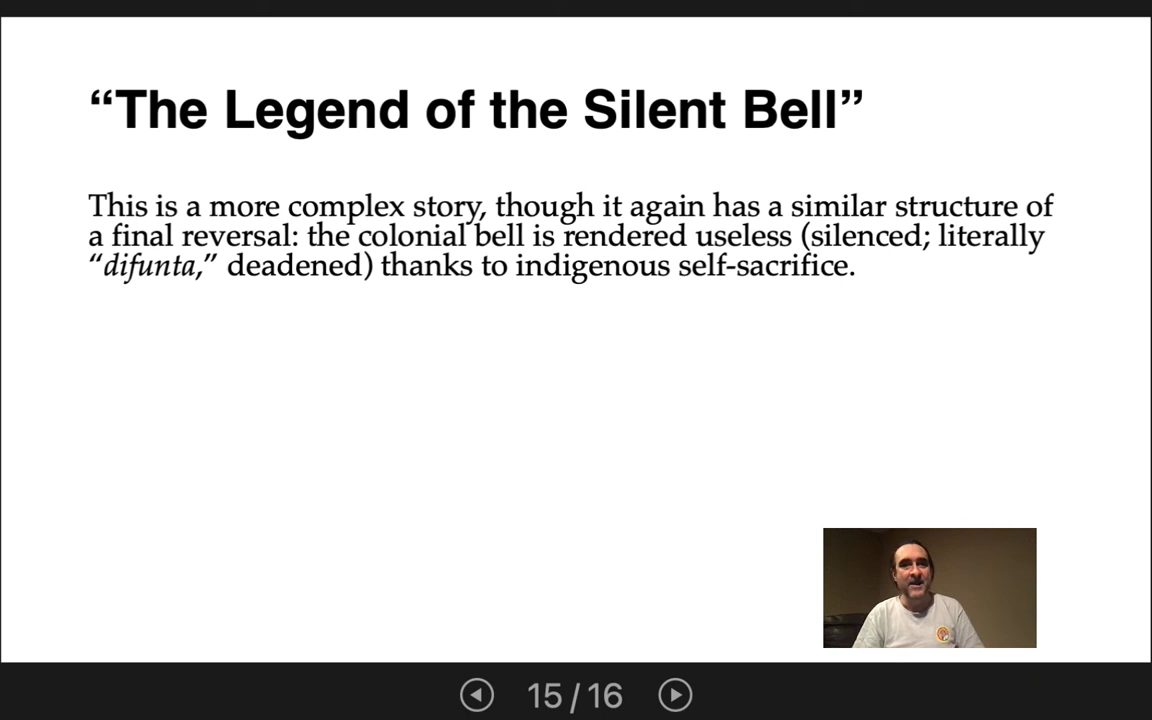 “The Legend of the Silent Bell”
This is a more complex story, though it again has a similar structure of
a final reversal: the colonial bell is rendered useless (silenced; literally
“difunta,” deadened) thanks to indigenous self-sacrifice.
15 / 16